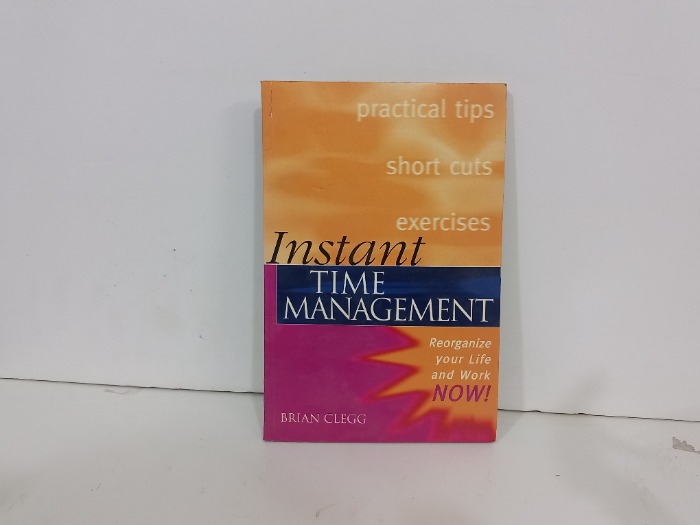 practical tips
short cuts
exercises
Instant
TIME
MANAGEMENT
Reorganize
your Life
and Work
NOW!
BRIAN CLEGG